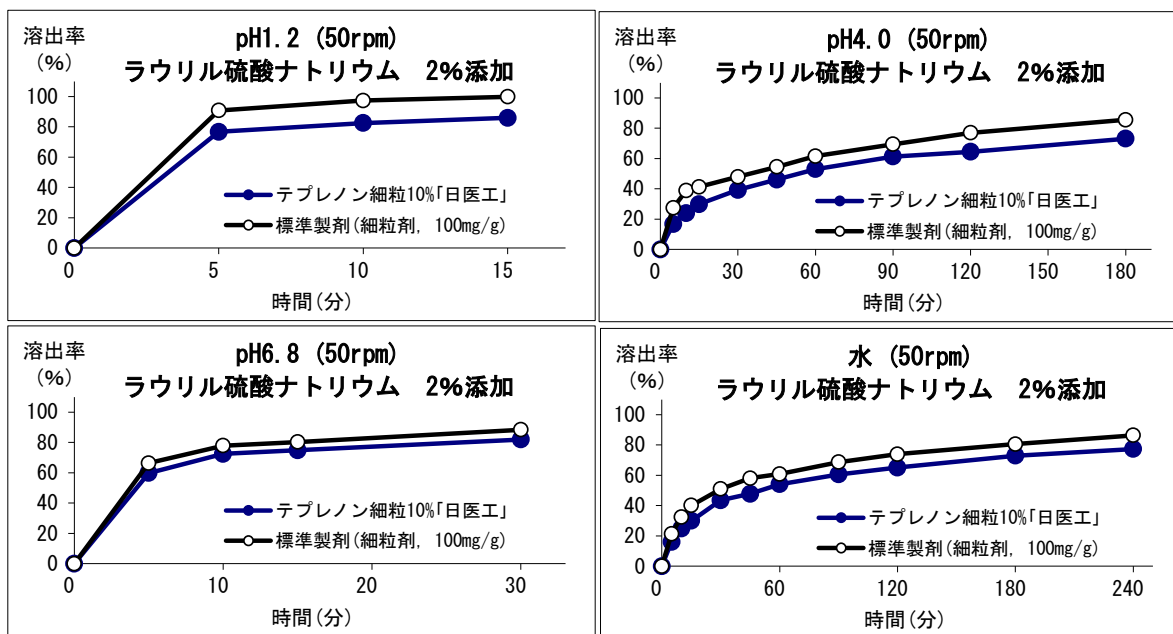 溶出率
(%)
pH1.2 (50rpm)
ラウリル硫酸ナトリウム 2%添加
100
80
60
40
20
0
テプレノン細粒10%「日医工」
標準製剤(細粒剤, 100mg/g)
0 5 10 15
時間(分)
溶出率
(%)
pH4.0 (50rpm)
ラウリル硫酸ナトリウム 2%添加
100
80
60
40
20
0
テプレノン細粒10%「日医工」
標準製剤(細粒剤, 100mg/g)
0 30 60 90 120 150 180
時間(分)
溶出率
(%)
pH6.8 (50rpm)
ラウリル硫酸ナトリウム 2%添加
100
80
60
40
20
0
テプレノン細粒10%「日医工」
標準製剤(細粒剤, 100mg/g)
0 10 20 30
時間(分)
溶出率
(%)
水 (50rpm)
ラウリル硫酸ナトリウム 2%添加
100
80
60
40
20
0
テプレノン細粒10%「日医工」
標準製剤(細粒剤, 100mg/g)
0 60 120 180 240
時間(分)